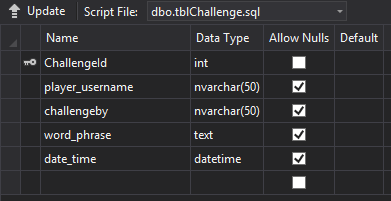 Update Script File: dbo.tblChallenge.sql
Name Data Type Allow Nulls Default
ChallengeId int
player_username nvarchar(50)
challengeby nvarchar(50)
word_phrase text
date_time datetime